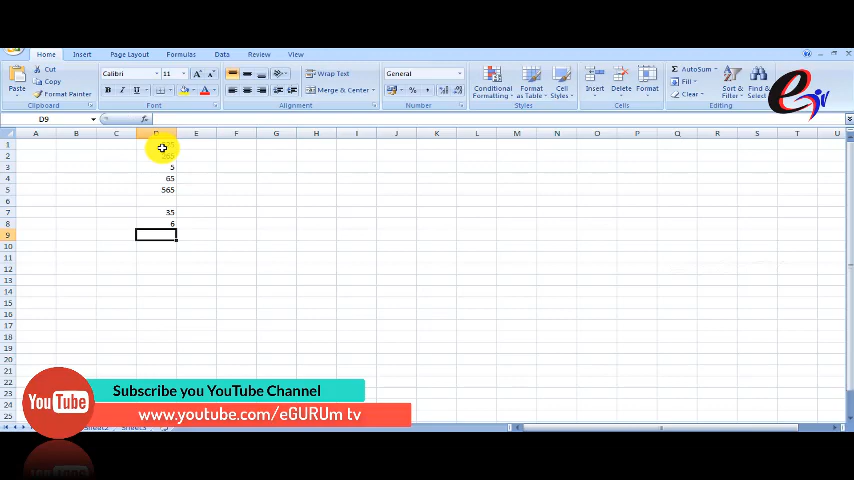 Home Insert Page Layout Formulas Data Review View
Paste
Cut
Copy
Format Painter
Clipboard
Calibri 11
B I U
Font
Wrap Text
Merge & Center
Alignment
General
Number
Conditional Formatting
Format as Table
Cell Styles
Styles
Insert
Delete
Format
Cells
AutoSum
Fill
Clear
Sort & Filter
Find &
D9
fx
A B C D E F G H I J K L M N O P Q R S T U
1
2
3 5
4 65
5 565
6
7 35
8 6
9
10
11
12
13
14
15
16
17
18
19
20
21
22
23
24
25
Sheet2 Sheet3
YouTube
Subscribe you YouTube Channel
www.youtube.com/eGURUm tv
e tv